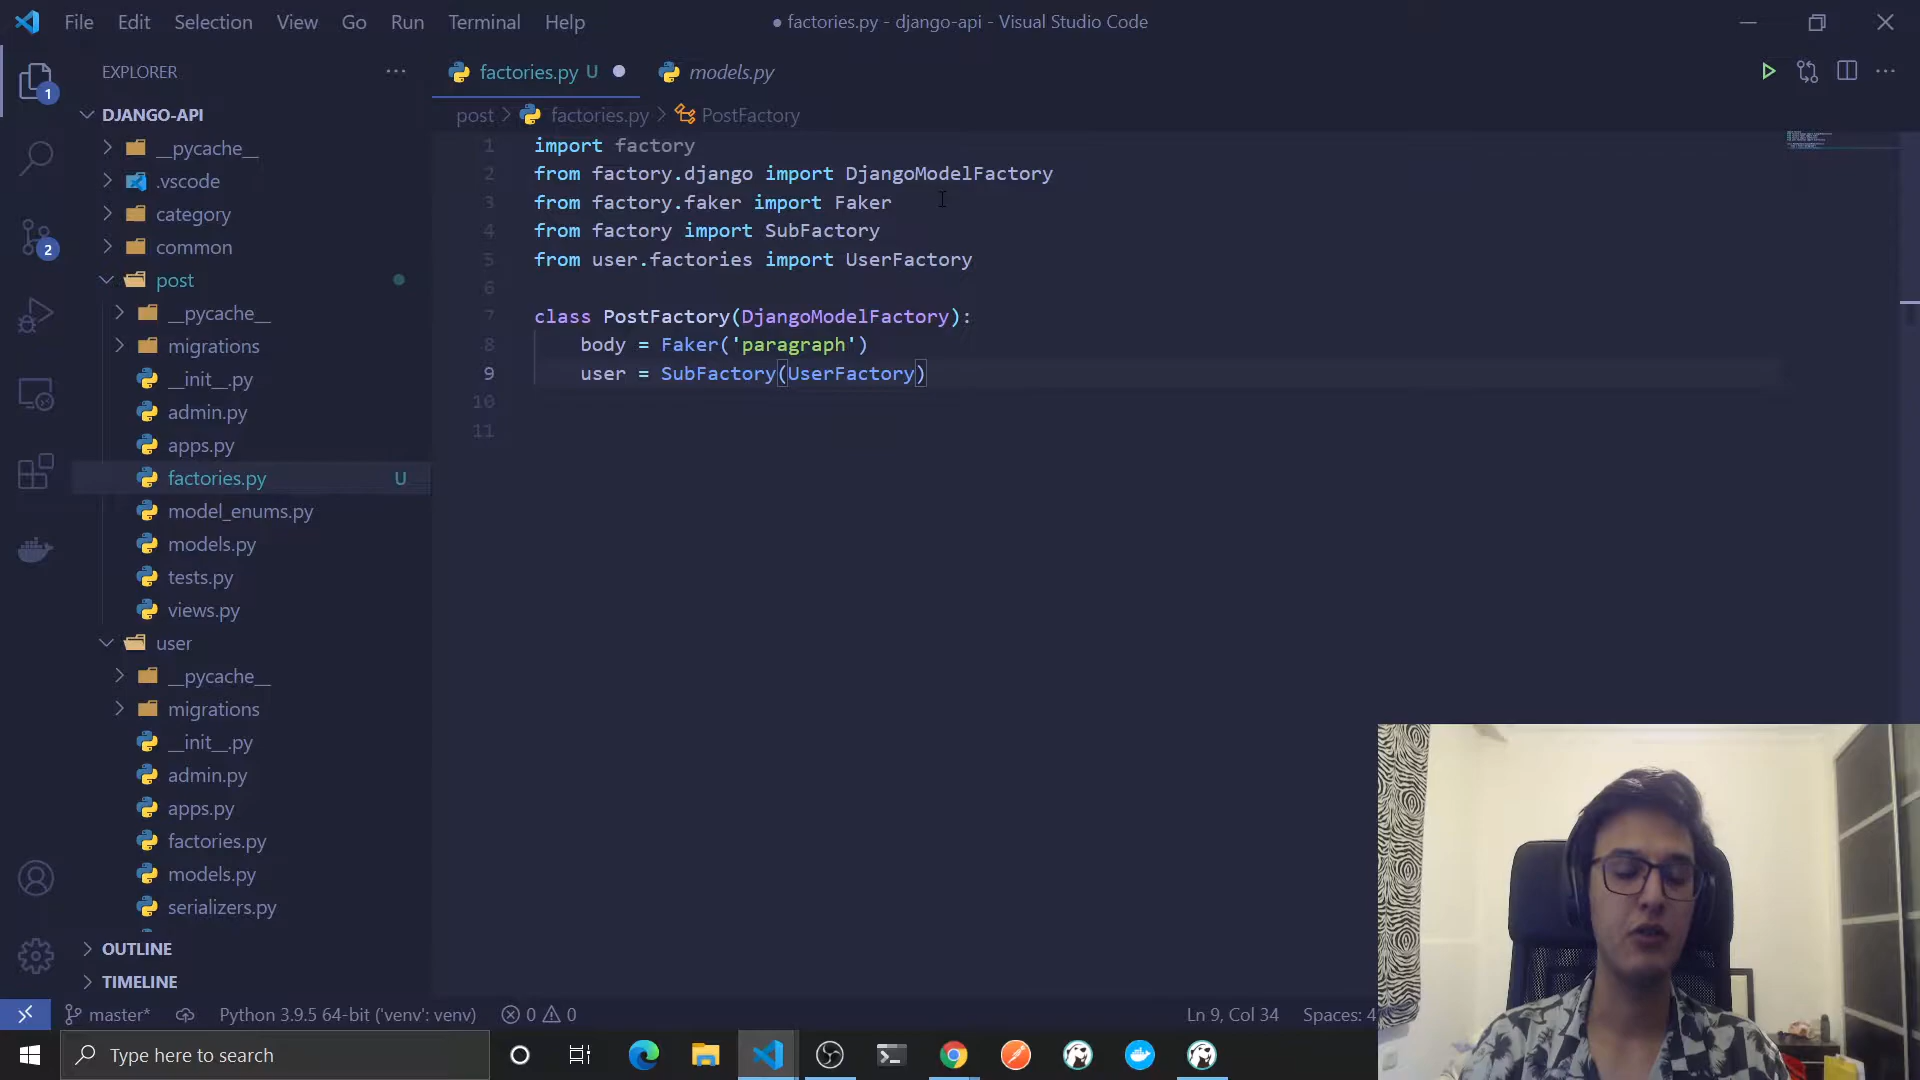 File Edit Selection View Go Run Terminal Help
● factories.py - django-api - Visual Studio Code
EXPLORER
factories.py U
models.py
1
post > factories.py > PostFactory
DJANGO-API
__pycache__
.vscode
category
common
2
post
__pycache__
migrations
__init__.py
admin.py
apps.py
factories.py U
model_enums.py
models.py
tests.py
views.py
user
__pycache__
migrations
__init__.py
admin.py
apps.py
factories.py
models.py
serializers.py
OUTLINE
TIMELINE
1 import factory
2 from factory.django import DjangoModelFactory
3 from factory.faker import Faker
4 from factory import SubFactory
5 from user.factories import UserFactory
6
7 class PostFactory(DjangoModelFactory):
8 body = Faker('paragraph')
9 user = SubFactory(UserFactory)
10
11
master* Python 3.9.5 64-bit ('venv': venv) 0 0 Ln 9, Col 34 Spaces: 4
Type here to search